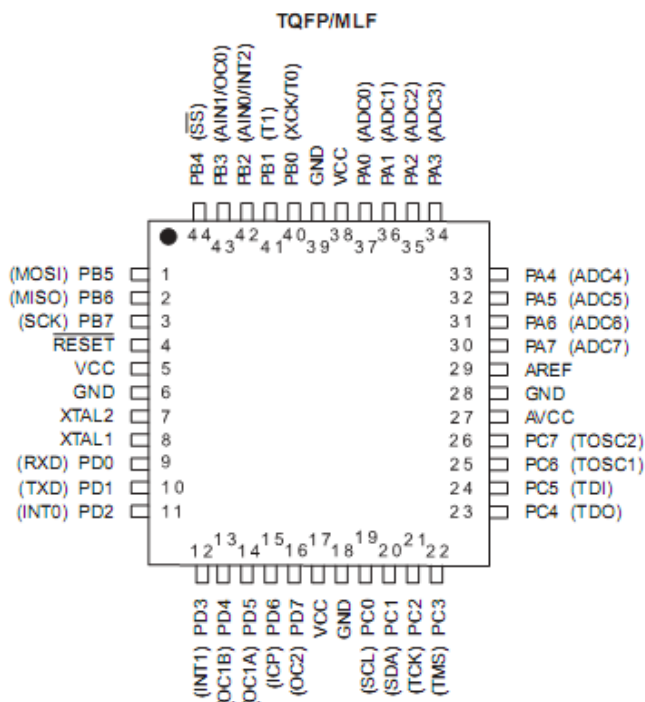 TQFP/MLF
PB4 (SS)
PB3 (AIN1/OC0)
PB2 (AIN0/INT2)
PB1 (T1)
PB0 (XCK/T0)
GND
VCC
PA0 (ADC0)
PA1 (ADC1)
PA2 (ADC2)
PA3 (ADC3)
44 43 42 41 40 39 38 37 36 35 34
(MOSI) PB5 1
(MISO) PB6 2
(SCK) PB7 3
RESET 4
VCC 5
GND 6
XTAL2 7
XTAL1 8
(RXD) PD0 9
(TXD) PD1 10
(INT0) PD2 11
33 PA4 (ADC4)
32 PA5 (ADC5)
31 PA6 (ADC6)
30 PA7 (ADC7)
29 AREF
28 GND
27 AVCC
26 PC7 (TOSC2)
25 PC6 (TOSC1)
24 PC5 (TDI)
23 PC4 (TDO)
12 13 14 15 16 17 18 19 20 21 22
(INT1) PD3
OC1B) PD4
OC1A) PD5
(ICP) PD6
(OC2) PD7
VCC
GND
(SCL) PC0
(SDA) PC1
(TCK) PC2
(TMS) PC3